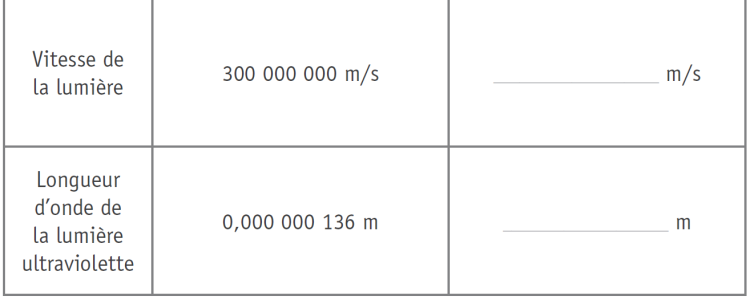 Vitesse de
la lumière
300 000 000 m/s
m/s
Longueur
d'onde de
la lumière
ultraviolette
0,000 000 136 m
m